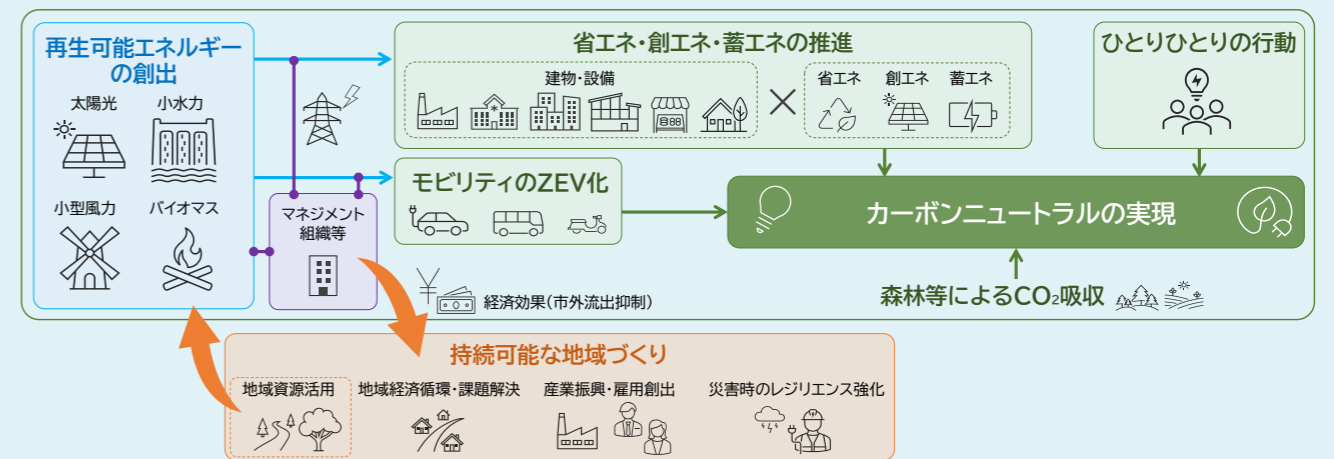 再生可能エネルギー
の創出
太陽光
小水力
小型風力
バイオマス
マネジメント
組織等
省エネ・創エネ・蓄エネの推進
建物・設備
省エネ
創エネ
蓄エネ
モビリティのZEV化
ひとりひとりの行動
カーボンニュートラルの実現
森林等によるCO₂吸収
¥
経済効果(市外流出抑制)
持続可能な地域づくり
地域資源活用
地域経済循環・課題解決
産業振興・雇用創出
災害時のレジリエンス強化